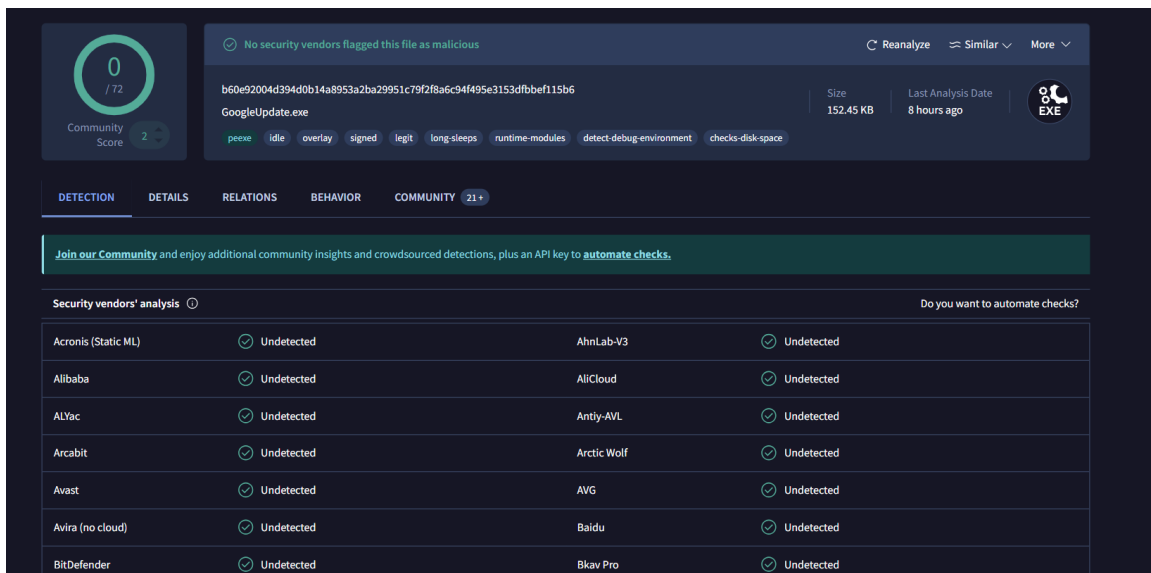 No security vendors flagged this file as malicious
Reanalyze Similar More
0
/ 72
Community Score 2
b60e92004d394d0b14a8953a2ba29951c79f2f8a6c94f495e3153dfbbef115b6
GoogleUpdate.exe
Size
152.45 KB
Last Analysis Date
8 hours ago
EXE
peexe idle overlay signed legit long-sleeps runtime-modules detect-debug-environment checks-disk-space
DETECTION DETAILS RELATIONS BEHAVIOR COMMUNITY 21+
Join our Community and enjoy additional community insights and crowdsourced detections, plus an API key to automate checks.
Security vendors' analysis Do you want to automate checks?
Acronis (Static ML) Undetected AhnLab-V3 Undetected
Alibaba Undetected AliCloud Undetected
ALYac Undetected Antiy-AVL Undetected
Arcabit Undetected Arctic Wolf Undetected
Avast Undetected AVG Undetected
Avira (no cloud) Undetected Baidu Undetected
BitDefender Undetected Bkav Pro Undetected